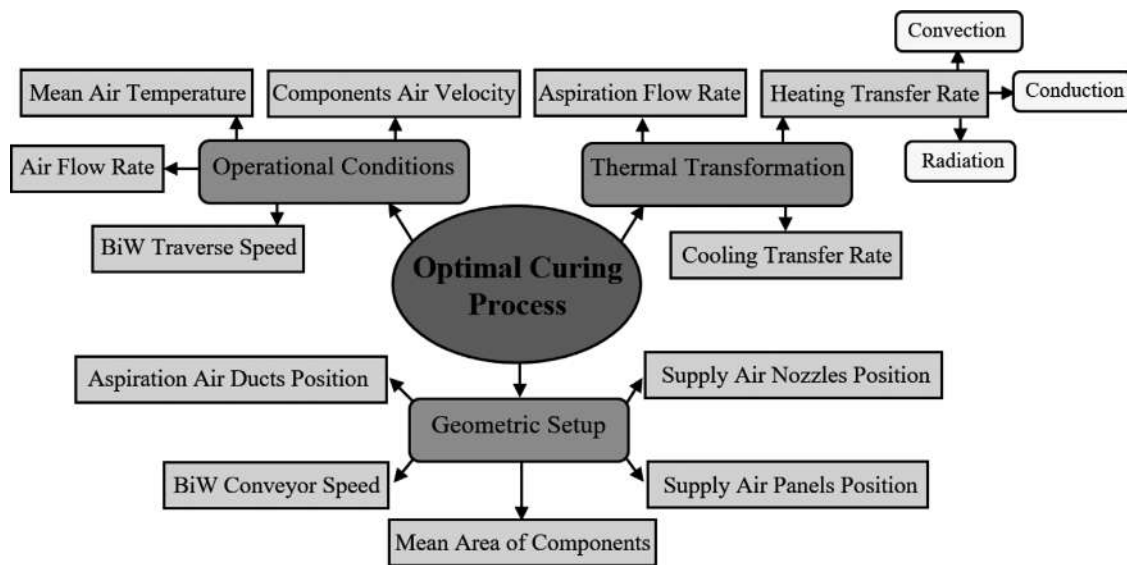 Convection
Mean Air Temperature
Components Air Velocity
Aspiration Flow Rate
Heating Transfer Rate
Conduction
Air Flow Rate
Operational Conditions
Thermal Transformation
Radiation
BiW Traverse Speed
Cooling Transfer Rate
Optimal Curing
Process
Aspiration Air Ducts Position
Supply Air Nozzles Position
Geometric Setup
BiW Conveyor Speed
Supply Air Panels Position
Mean Area of Components